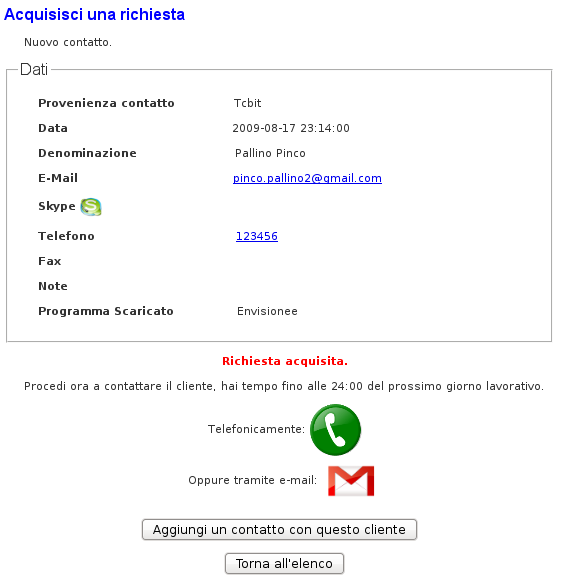 Acquisisci una richiesta
Nuovo contatto.
Dati
Provenienza contatto Tcbit
Data 2009-08-17 23:14:00
Denominazione Pallino Pinco
E-Mail pinco.pallino2@gmail.com
Skype S
Telefono 123456
Fax
Note
Programma Scaricato Envisionee
Richiesta acquisita.
Procedi ora a contattare il cliente, hai tempo fino alle 24:00 del prossimo giorno lavorativo.
Telefonicamente:
Oppure tramite e-mail:
Aggiungi un contatto con questo cliente
Torna all'elenco